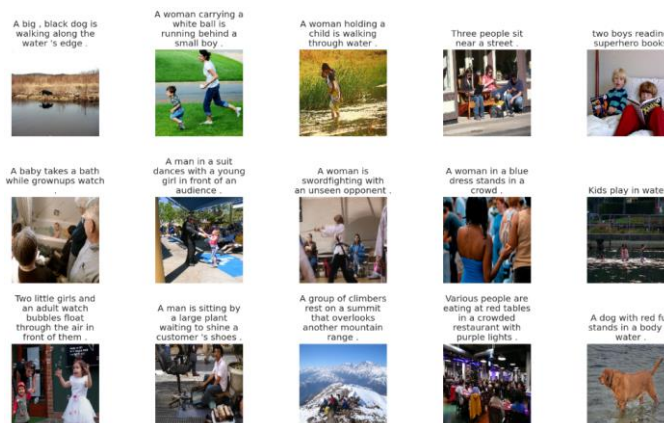 A big , black dog is
walking along the
water 's edge .
A woman carrying a
white ball is
running behind a
small boy .
A woman holding a
child is walking
through water .
Three people sit
near a street .
two boys reading
superhero books
A baby takes a bath
while grownups watch
.
A man in a suit
dances with a young
girl in front of an
audience .
A woman is
swordfighting with
an unseen opponent .
A woman in a blue
dress stands in a
crowd .
Kids play in water
Two little girls and
an adult watch
bubbles float
through the air in
front of them .
A man is sitting by
a large plant
waiting to shine a
customer 's shoes .
A group of climbers
rest on a summit
that overlooks
another mountain
range .
Various people are
eating at red tables
in a crowded
restaurant with
purple lights .
A dog with red fu
stands in a body
water .